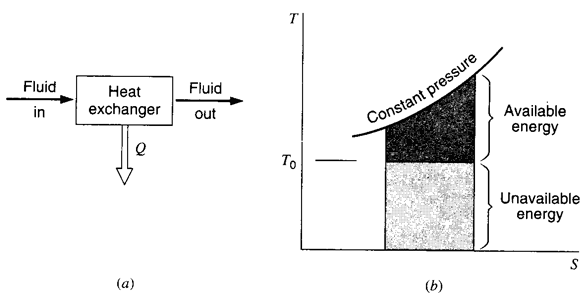 Fluid
in
Heat
exchanger
Fluid
out
Q
(a)
T
Constant pressure
T0
Available
energy
Unavailable
energy
S
(b)